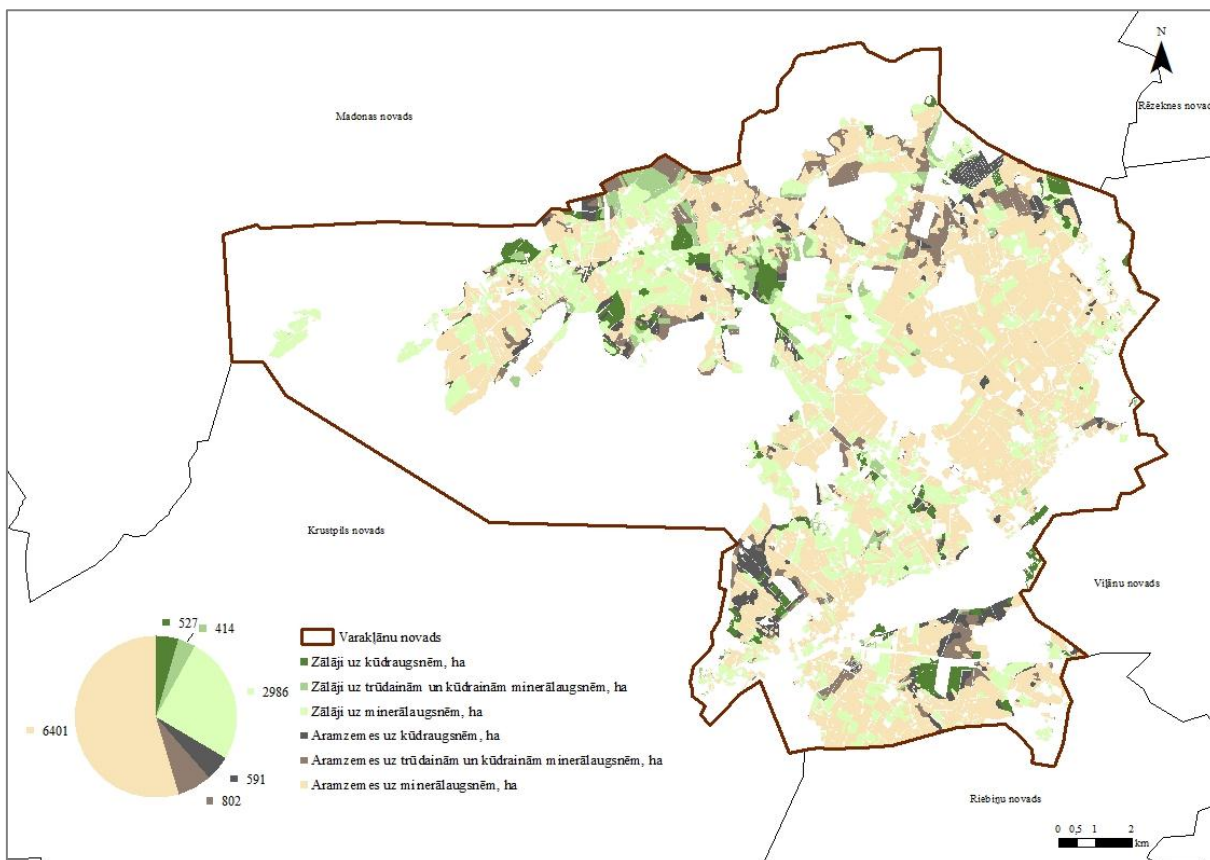 N
Madonas novads
Rēzeknes novad
Krustpils novads
Viļānu novads
Riebiņu novads
527
414
2986
6401
591
802
Varakļānu novads
Zālāji uz kūdraugsnēm, ha
Zālāji uz trūdainām un kūdrainām minerālaugsnēm, ha
Zālāji uz minerālaugsnēm, ha
Aramzemes uz kūdraugsnēm, ha
Aramzemes uz trūdainām un kūdrainām minerālaugsnēm, ha
Aramzemes uz minerālaugsnēm, ha
0 0,5 1 2
km